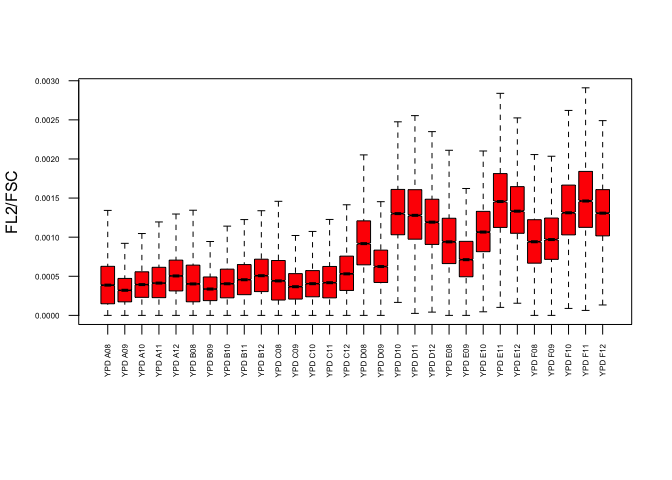 FL2/FSC
0.0030
0.0025
0.0020
0.0015
0.0010
0.0005
0.0000
YPD A08
YPD A09
YPD A10
YPD A11
YPD A12
YPD B08
YPD B09
YPD B10
YPD B11
YPD B12
YPD C08
YPD C09
YPD C10
YPD C11
YPD C12
YPD D08
YPD D09
YPD D10
YPD D11
YPD D12
YPD E08
YPD E09
YPD E10
YPD E11
YPD E12
YPD F08
YPD F09
YPD F10
YPD F11
YPD F12